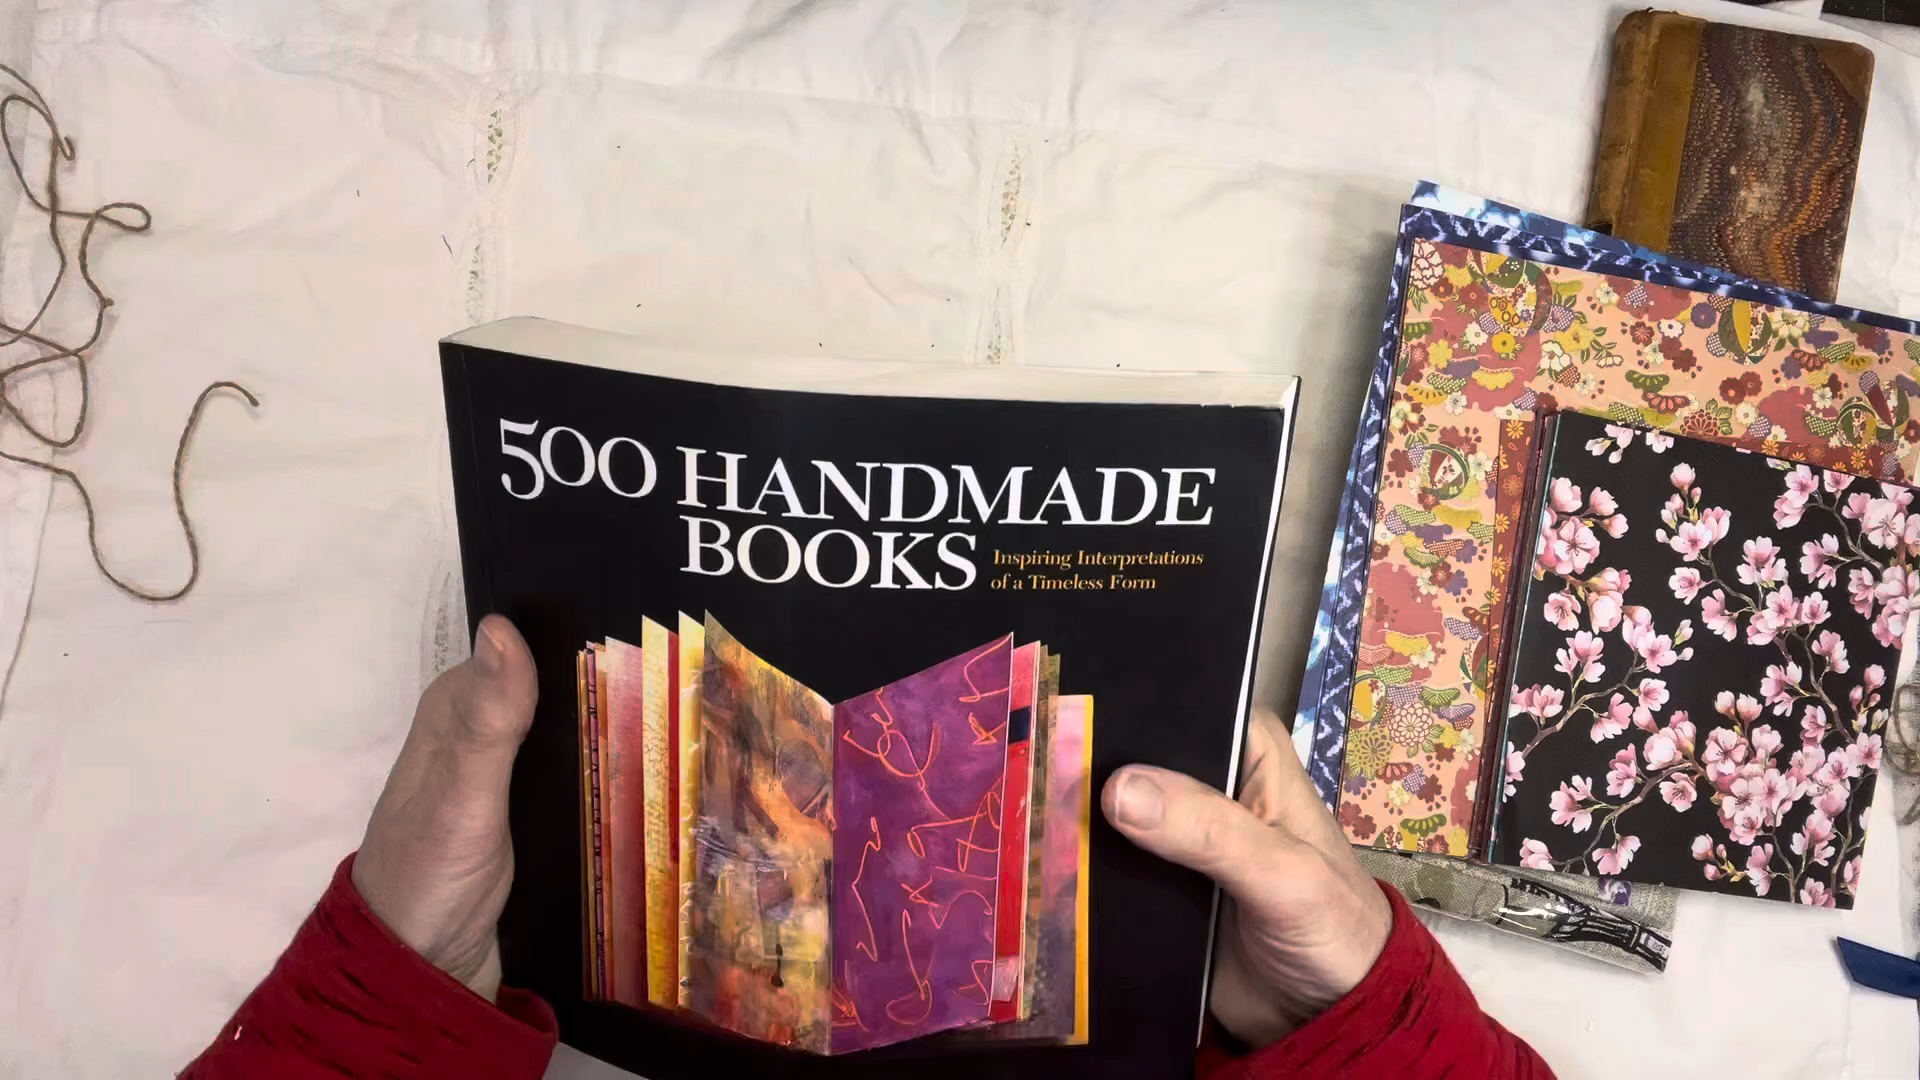 500 HANDMADE
BOOKS
Inspiring Interpretations
of a Timeless Form